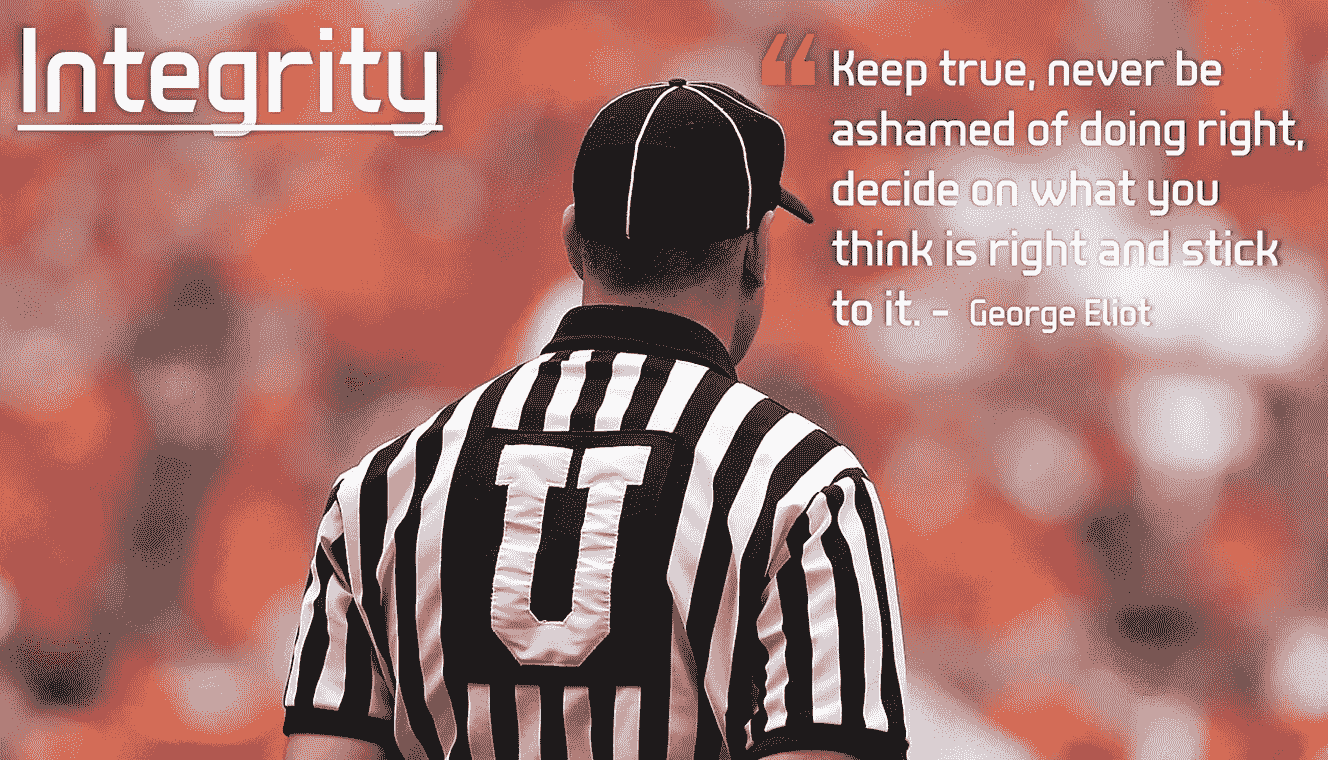 Integrity
“ Keep true, never be
ashamed of doing right,
decide on what you
think is right and stick
to it. - George Eliot
U